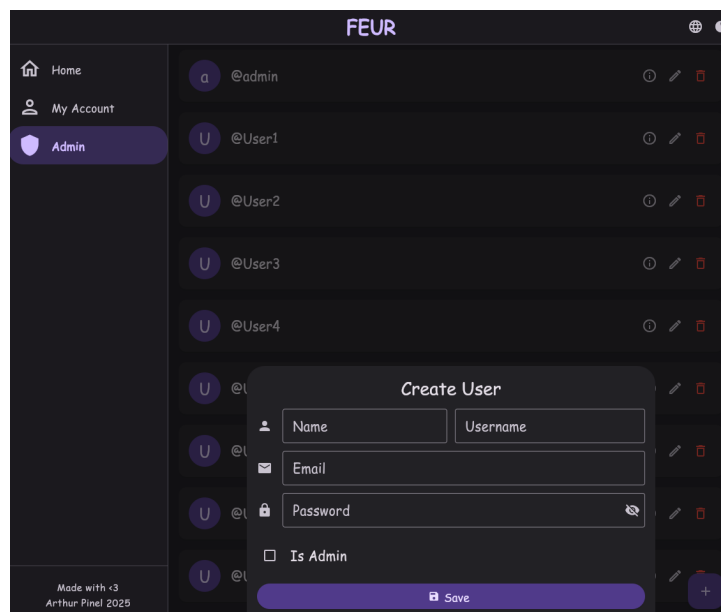 FEUR
Home
My Account
Admin
a @admin
U @User1
U @User2
U @User3
U @User4
U @U
U @U
U @U
U @U
Create User
Name Username
Email
Password
Is Admin
Save
Made with <3
Arthur Pinel 2025